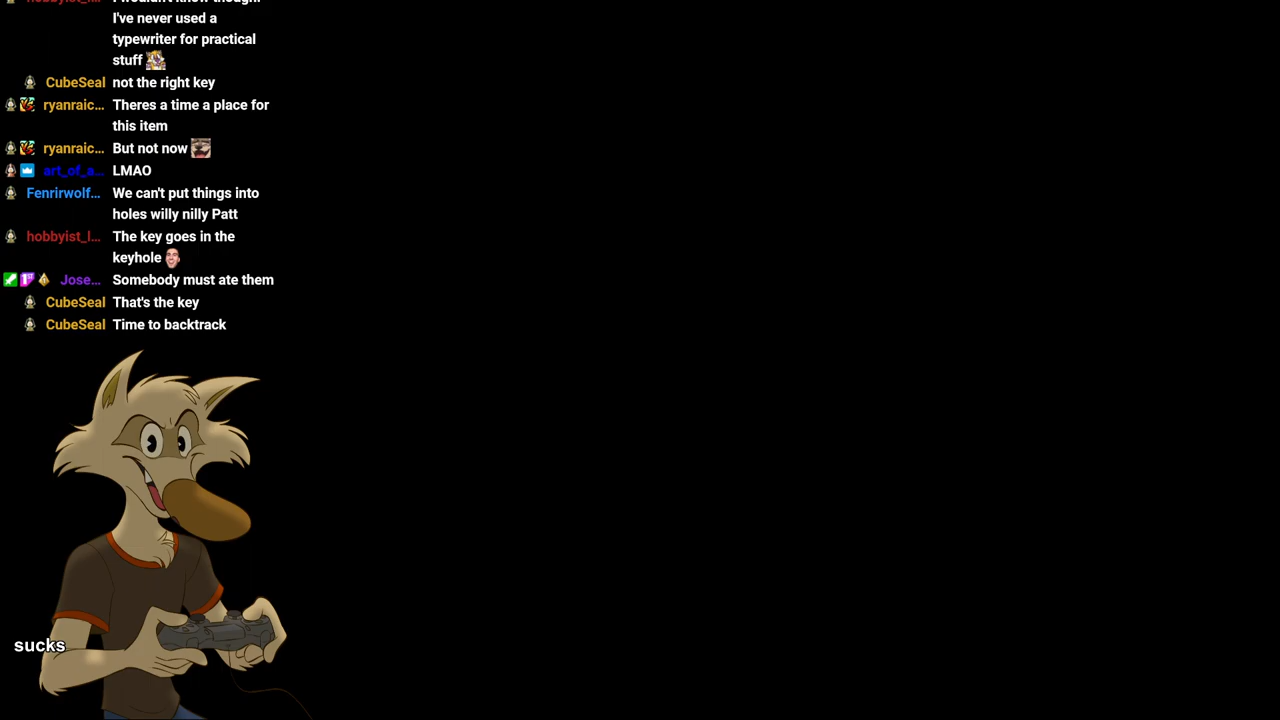 I've never used a
typewriter for practical
stuff
CubeSeal not the right key
ryanraic... Theres a time a place for
this item
ryanraic... But not now
art_of_a... LMAO
Fenrirwolf... We can't put things into
holes willy nilly Patt
hobbyist_l... The key goes in the
keyhole
Jose... Somebody must ate them
CubeSeal That's the key
CubeSeal Time to backtrack
sucks